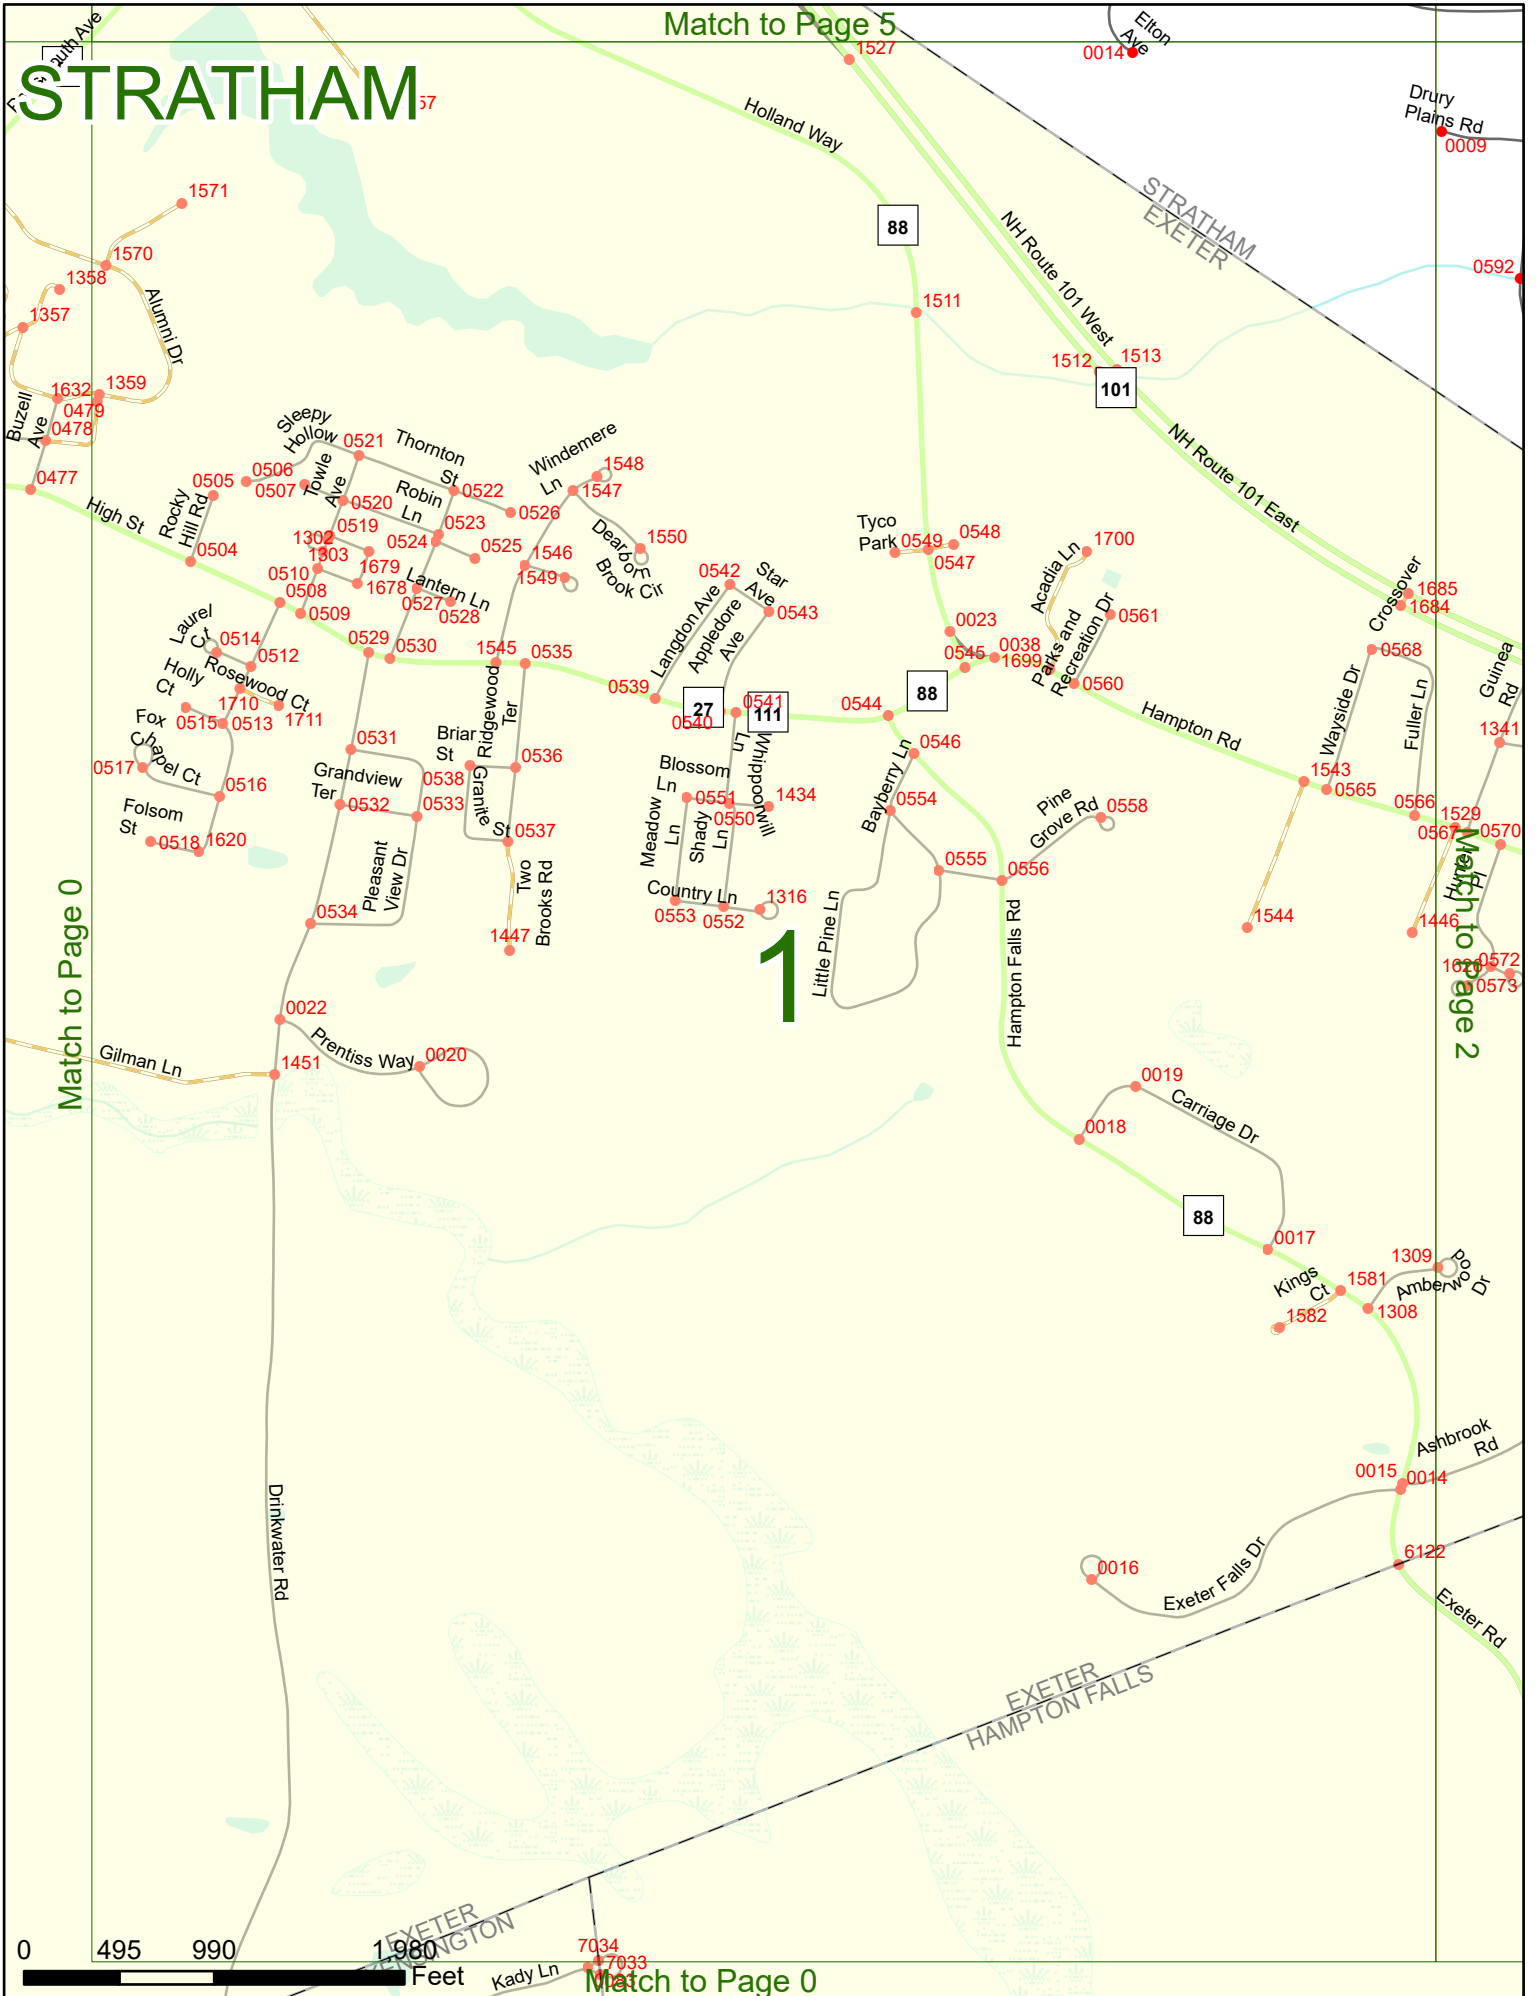 Match to Page 5
STRATHAM
57
1527
0014
Elton
Ave
Drury
Plains Rd
0009
Holland Way
STRATHAM
EXETER
88
NH Route 101 West
0592
1571
1570
1358
1357
Alumni Dr
1511
1512
1513
101
1632
1359
0479
0478
Buzell
Ave
0477
High St
Sleepy
Hollow
0521
Thornton
St
Windemere
Ln
1548
1547
NH Route 101 East
0505
0506
0507
Towle
Ave
0520
Robin
Ln
0522
0526
Rocky
Hill Rd
0504
0519
1302
1303
0523
0524
0525
1546
1549
Dearborn
Brook Cir
1550
Tyco
Park
0549
0548
0547
Acadia Ln
1700
0510
1679
1678
0508
0509
Lantern Ln
0527
0528
0542
Star
Ave
0543
Langdon Ave
Appledore
Ave
0023
0038
0545
1699
Parks and
Recreation Dr
0561
0560
Crossover
1685
1684
0568
Guinea
Rd
Laurel
Ct
0514
0512
0529
0530
1545
0535
Holly
Ct
Rosewood Ct
1710
1711
0515
0513
Ridgewood
Ter
0539
27
0540
0541
111
0544
88
Hampton Rd
Wayside Dr
Fuller Ln
1341
Fox
Chapel Ct
0517
0516
0531
Briar
St
0538
0536
Ln
Whippoorwill
0546
1543
0565
0566
Grandview
Ter
0532
0533
Granite
St
0537
Blossom
Ln
0551
1434
0550
Bayberry Ln
0554
Pine
Grove Rd
0558
1529
0567
0570
Folsom
St
0518
1620
Pleasant
View Dr
Two
Brooks Rd
Meadow
Ln
Shady
Ln
0555
0556
Hunter
Pl
Match to Page 0
0534
1447
Country Ln
0553
0552
1316
1
Little Pine Ln
Hampton Falls Rd
1544
1446
Match to Page 2
0572
0573
0022
Prentiss Way
0020
Gilman Ln
1451
0019
Carriage Dr
0018
88
0017
Kings
Ct
1581
1582
1309
Amberwood
Dr
1308
Drinkwater Rd
Ashbrook
Rd
0015
0014
0016
Exeter Falls Dr
6122
Exeter Rd
EXETER
HAMPTON FALLS
EXETER
0
495
990
1,980
Feet
Kady Ln
7034
7033
Match to Page 0